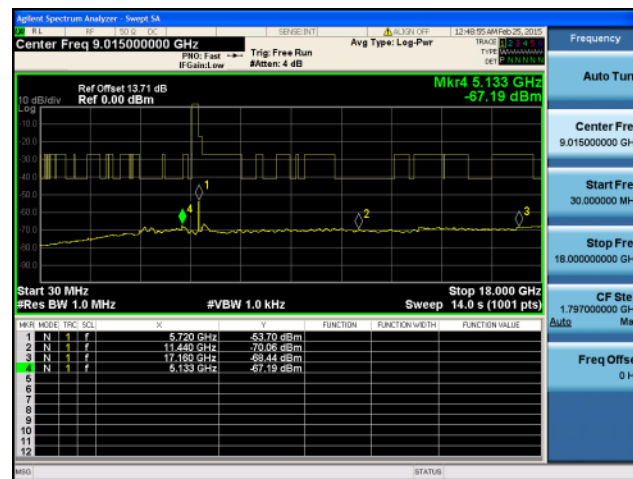 Agilent Spectrum Analyzer - Swept SA
RL RF 50 Ω DC SENSE:INT ALIGN OFF 12:48:55 AM Feb 25, 2015
Center Freq 9.015000000 GHz
PNO: Fast
IFGain:Low
Trig: Free Run
#Atten: 4 dB
Avg Type: Log-Pwr
TRACE 1 2 3 4 5 6
TYPE
DET P N N N N N
Ref Offset 13.71 dB
Ref 0.00 dBm
Mkr4 5.133 GHz
-67.19 dBm
10 dB/div
Log
-10.0
-20.0
-30.0
-40.0
-50.0
-60.0
-70.0
-80.0
-90.0
1
4
2
3
Start 30 MHz
#Res BW 1.0 MHz
#VBW 1.0 kHz
Stop 18.000 GHz
Sweep 14.0 s (1001 pts)
MKR MODE TRC SCL X Y FUNCTION FUNCTION WIDTH FUNCTION VALUE
1 N 1 f 5.720 GHz -53.70 dBm
2 N 1 f 11.440 GHz -70.06 dBm
3 N 1 f 17.160 GHz -68.44 dBm
4 N 1 f 5.133 GHz -67.19 dBm
5
6
7
8
9
10
11
12
MSG STATUS
Frequency
Auto Tun
Center Fre
9.015000000 GH
Start Fre
30.000000 MH
Stop Fre
18.000000000 GH
CF Ste
1.797000000 GH
Auto Ma
Freq Offse
0 H